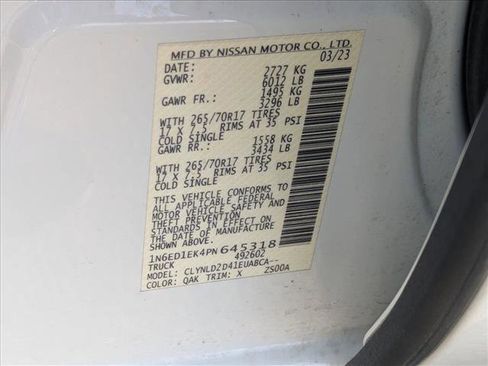 MFD BY NISSAN MOTOR CO., LTD.
DATE: 03/23
GVWR: 2727 KG
6012 LB
GAWR FR.: 1495 KG
3296 LB
WITH 265/70R17 TIRES
17 X 7.5 RIMS AT 35 PSI
COLD SINGLE
GAWR RR.: 1558 KG
3434 LB
WITH 265/70R17 TIRES
17 X 7.5 RIMS AT 35 PSI
COLD SINGLE
THIS VEHICLE CONFORMS TO
ALL APPLICABLE FEDERAL
MOTOR VEHICLE SAFETY AND
THEFT PREVENTION
STANDARDS IN EFFECT ON
THE DATE OF MANUFACTURE
SHOWN ABOVE.
1N6ED1EK4PN645318
TRUCK 492602
MODEL: CLYNLD2D41EUABCA--
COLOR: QAK TRIM: X ZS00A